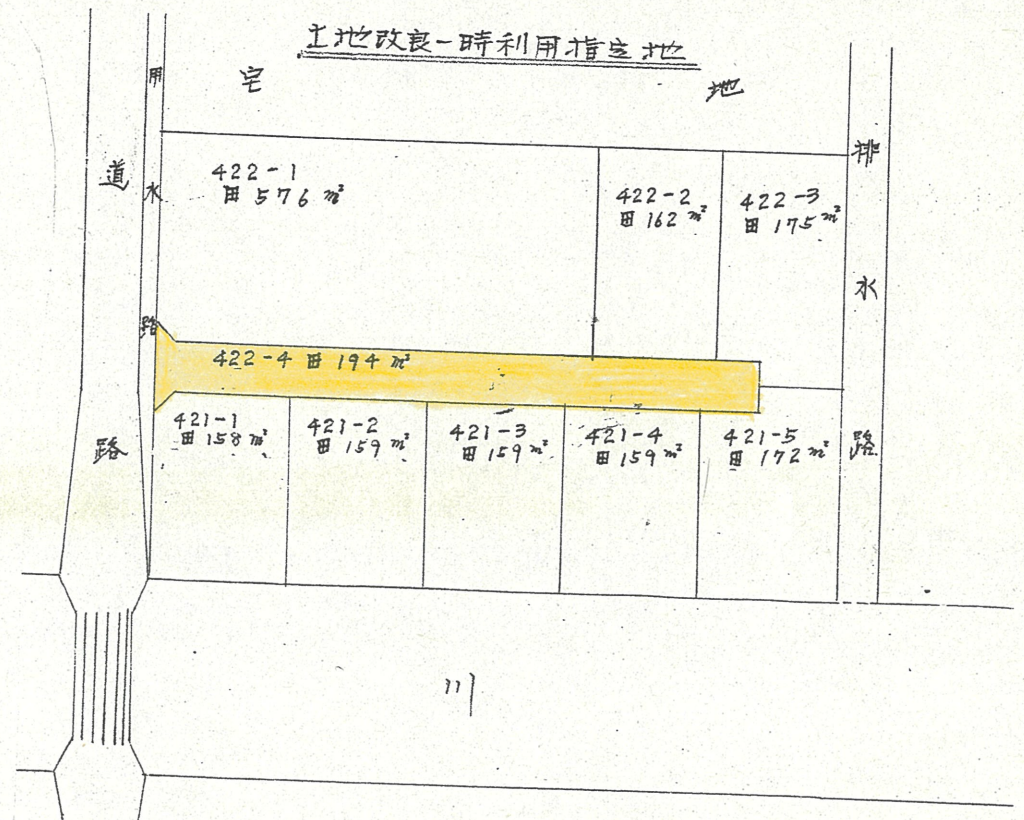 土地改良一時利用指定地
宅地
道路
用水路
排水路
422-1
田 576 m²
422-2
田 162 m²
422-3
田 175 m²
422-4 田 194 m²
421-1
田 158 m²
421-2
田 159 m²
421-3
田 159 m²
421-4
田 159 m²
421-5
田 172 m²
川